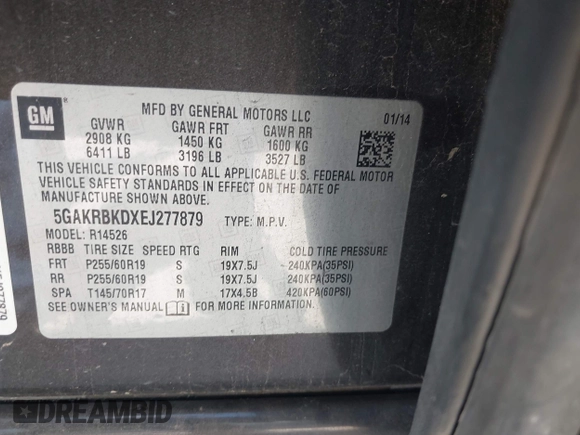 GM
MFD BY GENERAL MOTORS LLC 01/14
GVWR GAWR FRT GAWR RR
2908 KG 1450 KG 1600 KG
6411 LB 3196 LB 3527 LB
THIS VEHICLE CONFORMS TO ALL APPLICABLE U.S. FEDERAL MOTOR
VEHICLE SAFETY STANDARDS IN EFFECT ON THE DATE OF
MANUFACTURE SHOWN ABOVE.
5GAKRBKDXEJ277879 TYPE: M.P.V.
MODEL: R14526
RBBB TIRE SIZE SPEED RTG RIM COLD TIRE PRESSURE
FRT P255/60R19 S 19X7.5J 240KPA(35PSI)
RR P255/60R19 S 19X7.5J 240KPA(35PSI)
SPA T145/70R17 M 17X4.5B 420KPA(60PSI)
SEE OWNER'S MANUAL FOR MORE INFORMATION.
DREAMBID